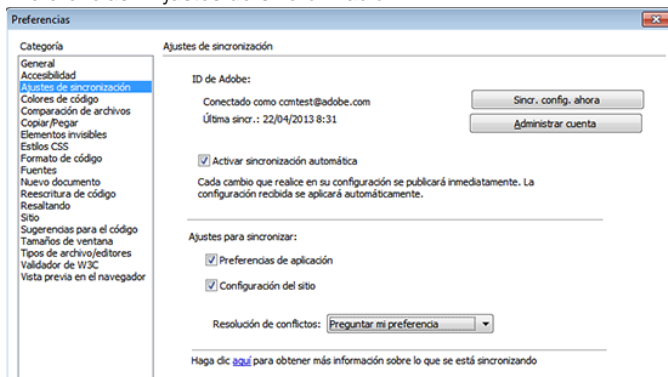 Preferencias
Categoría
General
Accesibilidad
Ajustes de sincronización
Colores de código
Comparación de archivos
Copiar/Pegar
Elementos invisibles
Estilos CSS
Formato de código
Fuentes
Nuevo documento
Reescritura de código
Resaltando
Sitio
Sugerencias para el código
Tamaños de ventana
Tipos de archivo/editores
Validador de W3C
Vista previa en el navegador
Ajustes de sincronización
ID de Adobe:
Conectado como ccmtest@adobe.com
Sincr. config. ahora
Última sincr.: 22/04/2013 8:31
Administrar cuenta
Activar sincronización automática
Cada cambio que realice en su configuración se publicará inmediatamente. La
configuración recibida se aplicará automáticamente.
Ajustes para sincronizar:
Preferencias de aplicación
Configuración del sitio
Resolución de conflictos: Preguntar mi preferencia
Haga clic aquí para obtener más información sobre lo que se está sincronizando